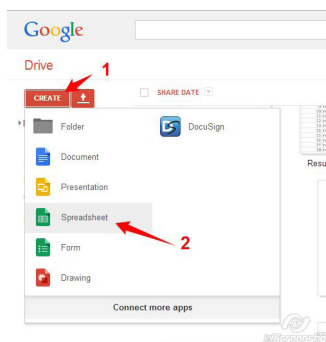 Google
Drive
1
CREATE
SHARE DATE
Folder
DocuSign
Document
Resu
Presentation
Spreadsheet
2
Form
Drawing
Connect more apps